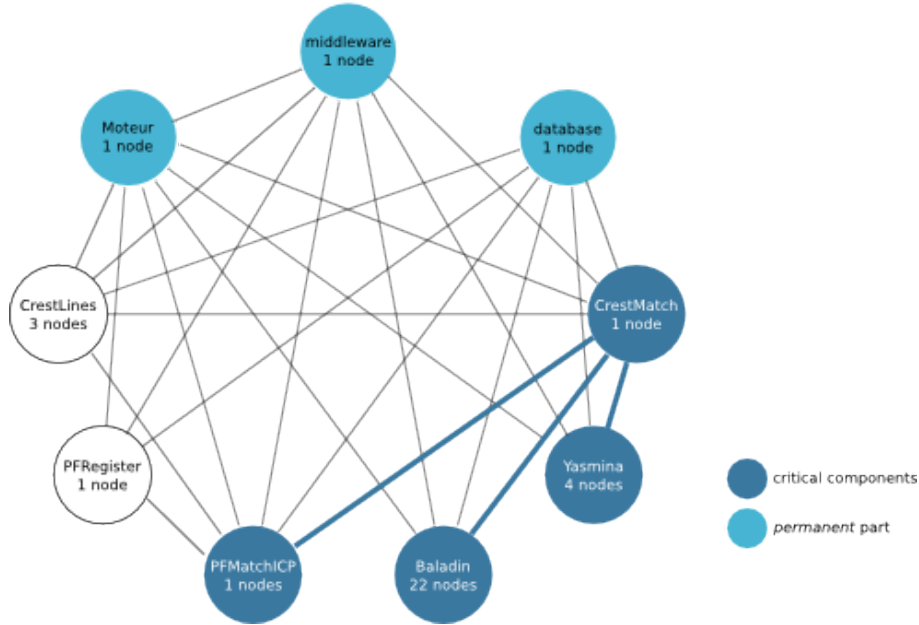 middleware
1 node
Moteur
1 node
database
1 node
CrestLines
3 nodes
CrestMatch
1 node
PFRegister
1 node
Yasmina
4 nodes
PFMatchICP
1 nodes
Baladin
22 nodes
critical components
permanent part